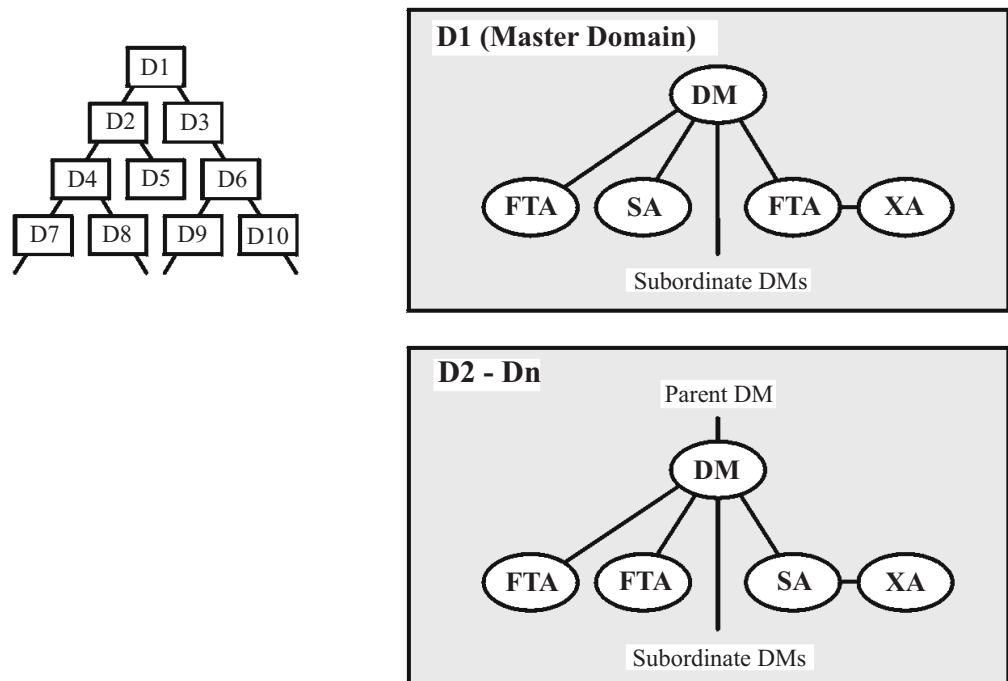 D1
D2 D3
D4 D5 D6
D7 D8 D9 D10
D1 (Master Domain)
DM
FTA SA FTA XA
Subordinate DMs
D2 - Dn
Parent DM
DM
FTA FTA SA XA
Subordinate DMs